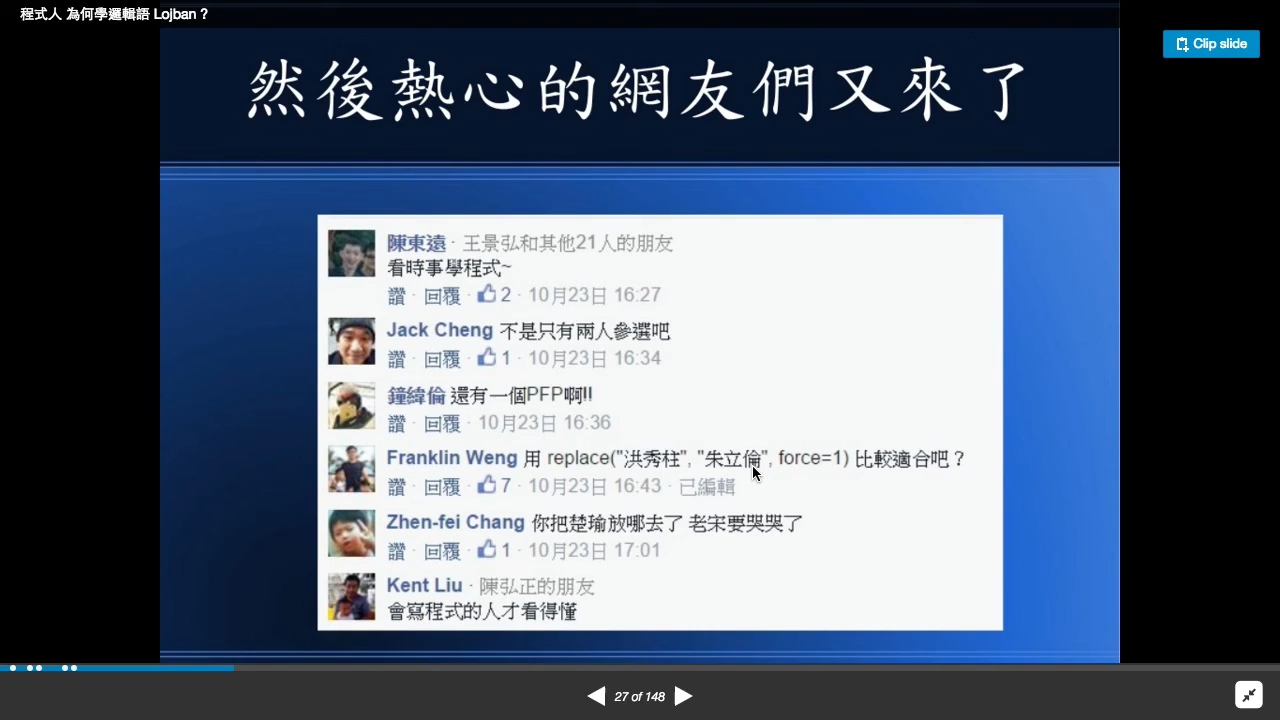 程式人 為何學邏輯語 Lojban ?
Clip slide
然後熱心的網友們又來了
陳東遠 · 王景弘和其他21人的朋友
看時事學程式~
讚 · 回覆 · 2 · 10月23日 16:27
Jack Cheng 不是只有兩人參選吧
讚 · 回覆 · 1 · 10月23日 16:34
鐘緯倫 還有一個PFP啊!!
讚 · 回覆 · 10月23日 16:36
Franklin Weng 用 replace("洪秀柱", "朱立倫", force=1) 比較適合吧？
讚 · 回覆 · 7 · 10月23日 16:43 · 已編輯
Zhen-fei Chang 你把楚瑜放哪去了 老宋要哭哭了
讚 · 回覆 · 1 · 10月23日 17:01
Kent Liu · 陳弘正的朋友
會寫程式的人才看得懂
27 of 148